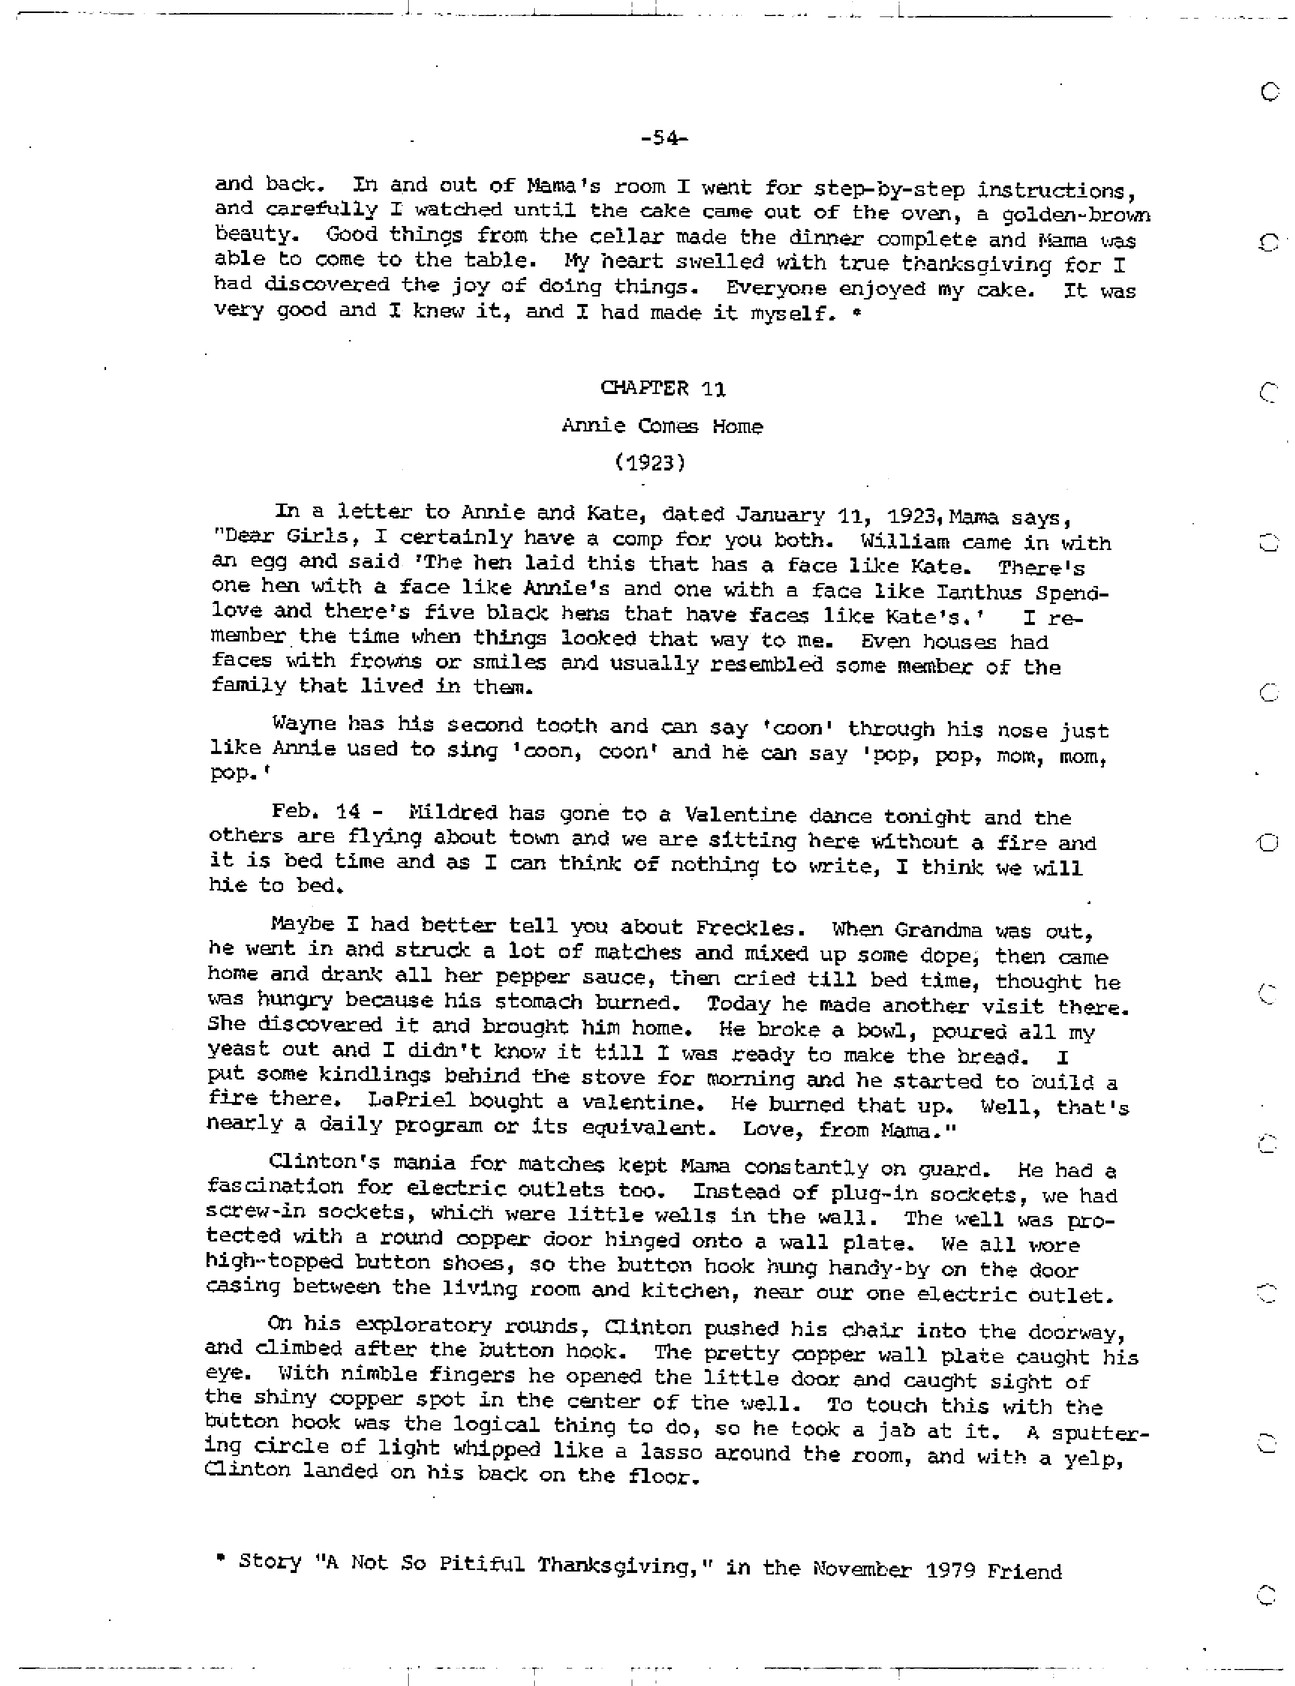 -54-
and back. In and out of Mama's room I went for step-by-step instructions,
and carefully I watched until the cake came out of the oven, a golden-brown
beauty. Good things from the cellar made the dinner complete and Mama was
able to come to the table. My heart swelled with true thanksgiving for I
had discovered the joy of doing things. Everyone enjoyed my cake. It was
very good and I knew it, and I had made it myself. *
CHAPTER 11
Annie Comes Home
(1923)
In a letter to Annie and Kate, dated January 11, 1923, Mama says,
"Dear Girls, I certainly have a comp for you both. William came in with
an egg and said 'The hen laid this that has a face like Kate. There's
one hen with a face like Annie's and one with a face like Ianthus Spend-
love and there's five black hens that have faces like Kate's.' I re-
member the time when things looked that way to me. Even houses had
faces with frowns or smiles and usually resembled some member of the
family that lived in them.
Wayne has his second tooth and can say 'coon' through his nose just
like Annie used to sing 'coon, coon' and he can say 'pop, pop, mom, mom,
pop.'
Feb. 14 - Mildred has gone to a Valentine dance tonight and the
others are flying about town and we are sitting here without a fire and
it is bed time and as I can think of nothing to write, I think we will
hie to bed.
Maybe I had better tell you about Freckles. When Grandma was out,
he went in and struck a lot of matches and mixed up some dope, then came
home and drank all her pepper sauce, then cried till bed time, thought he
was hungry because his stomach burned. Today he made another visit there.
She discovered it and brought him home. He broke a bowl, poured all my
yeast out and I didn't know it till I was ready to make the bread. I
put some kindlings behind the stove for morning and he started to build a
fire there. LaPriel bought a valentine. He burned that up. Well, that's
nearly a daily program or its equivalent. Love, from Mama."
Clinton's mania for matches kept Mama constantly on guard. He had a
fascination for electric outlets too. Instead of plug-in sockets, we had
screw-in sockets, which were little wells in the wall. The well was pro-
tected with a round copper door hinged onto a wall plate. We all wore
high-topped button shoes, so the button hook hung handy-by on the door
casing between the living room and kitchen, near our one electric outlet.
On his exploratory rounds, Clinton pushed his chair into the doorway,
and climbed after the button hook. The pretty copper wall plate caught his
eye. With nimble fingers he opened the little door and caught sight of
the shiny copper spot in the center of the well. To touch this with the
button hook was the logical thing to do, so he took a jab at it. A sputter-
ing circle of light whipped like a lasso around the room, and with a yelp,
Clinton landed on his back on the floor.
* Story "A Not So Pitiful Thanksgiving," in the November 1979 Friend